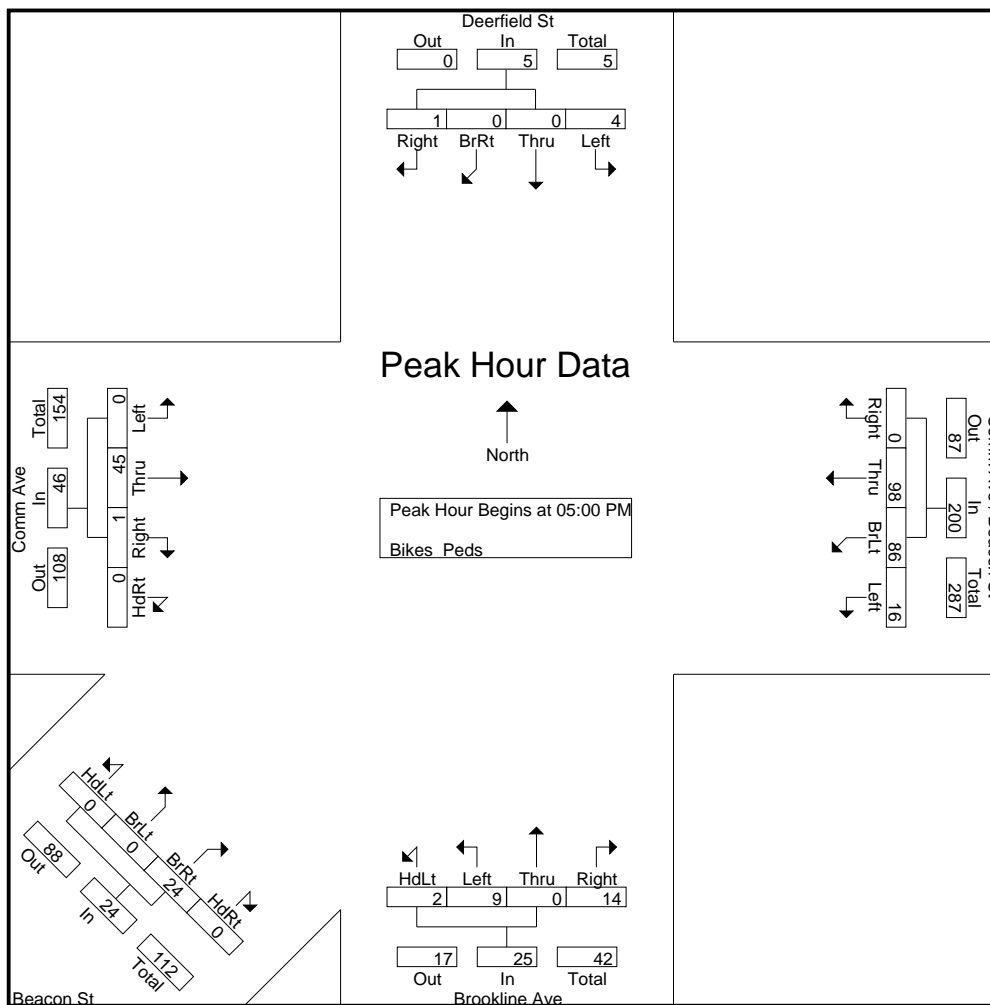 Deerfield St
Out In Total
0 5 5
1 0 0 4
Right BrRt Thru Left
Peak Hour Data
North
Peak Hour Begins at 05:00 PM
Bikes Peds
Comm Ave
Out In Total
108 46 154
0 1 45 0
HdRt Right Thru Left
Out In Total
87 200 287
0 98 86 16
Right Thru BrLt Left
HdLt BrLt BrRt HdRt
0 0 24 0
88 24 112
Out In Total
Beacon St
HdLt Left Thru Right
2 9 0 14
17 25 42
Out In Total
Brookline Ave